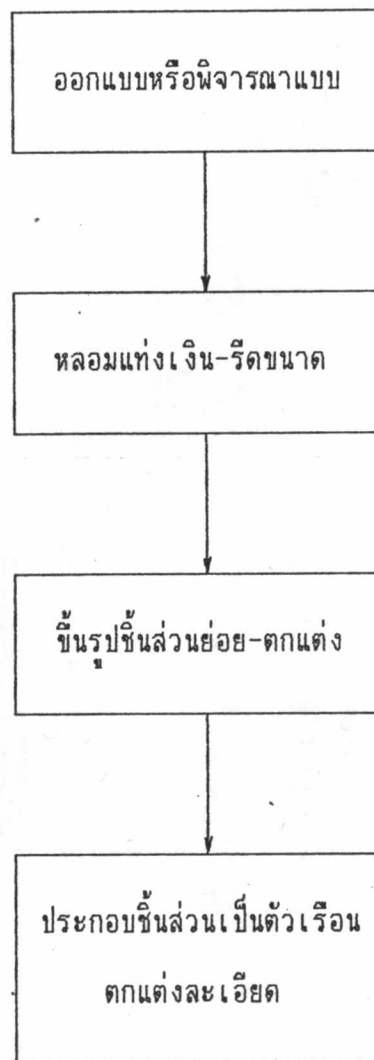 ออกแบบหรือพิจารณาแบบ
หลอมแท่งเงิน-รีดขนาด
ขึ้นรูปชิ้นส่วนย่อย-ตกแต่ง
ประกอบชิ้นส่วนเป็นตัวเรือน
ตกแต่งละเอียด